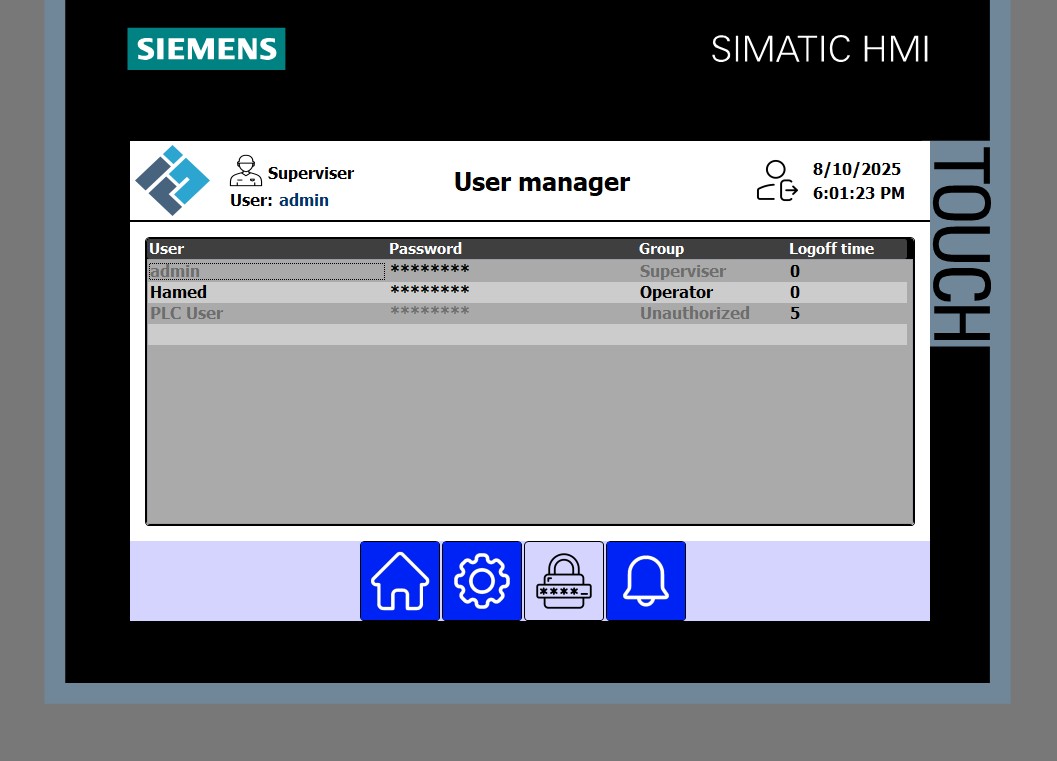 SIEMENS
SIMATIC HMI
TOUCH
Superviser
User: admin
User manager
8/10/2025
6:01:23 PM
User Password Group Logoff time
admin ******** Superviser 0
Hamed ******** Operator 0
PLC User ******** Unauthorized 5
****_